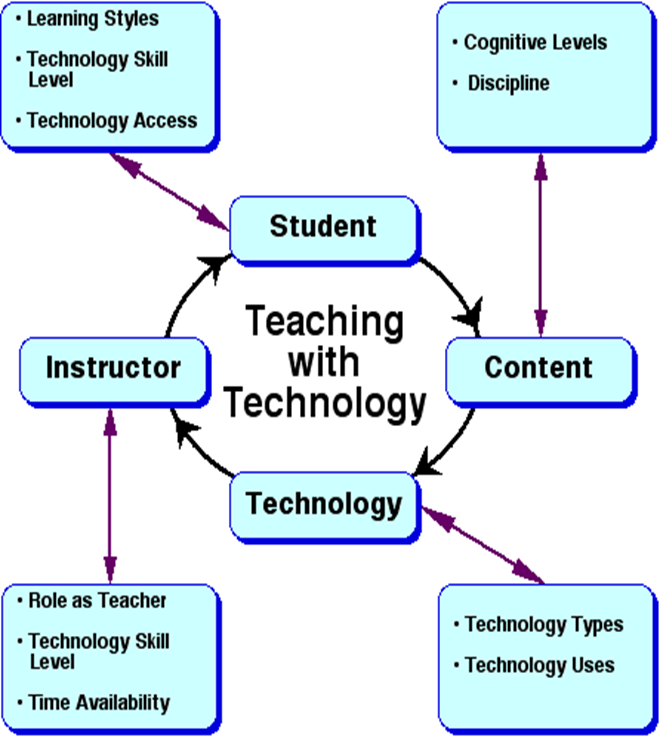 • Learning Styles
• Technology Skill
Level
• Technology Access
• Cognitive Levels
• Discipline
Student
Teaching
with
Technology
Instructor
Content
Technology
• Role as Teacher
• Technology Skill
Level
• Time Availability
• Technology Types
• Technology Uses